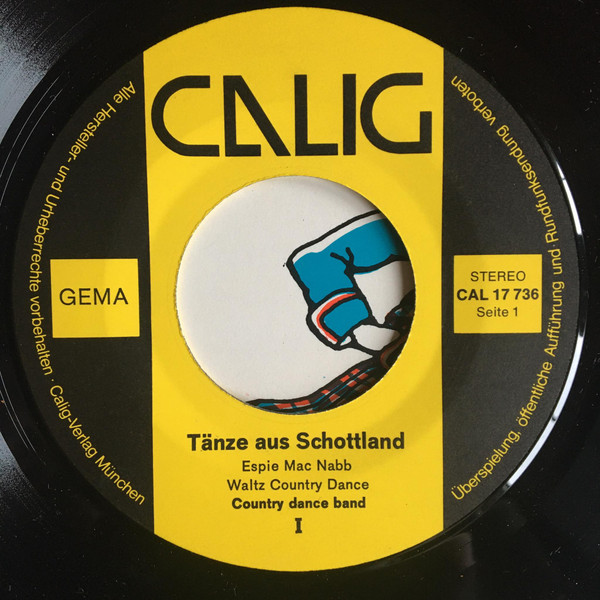 CALIG
Alle Hersteller- und Urheberrechte vorbehalten · Calig-Verlag München
Überspielung, öffentliche Aufführung und Rundfunksendung verboten
GEMA
STEREO
CAL 17 736
Seite 1
Tänze aus Schottland
Espie Mac Nabb
Waltz Country Dance
Country dance band
I